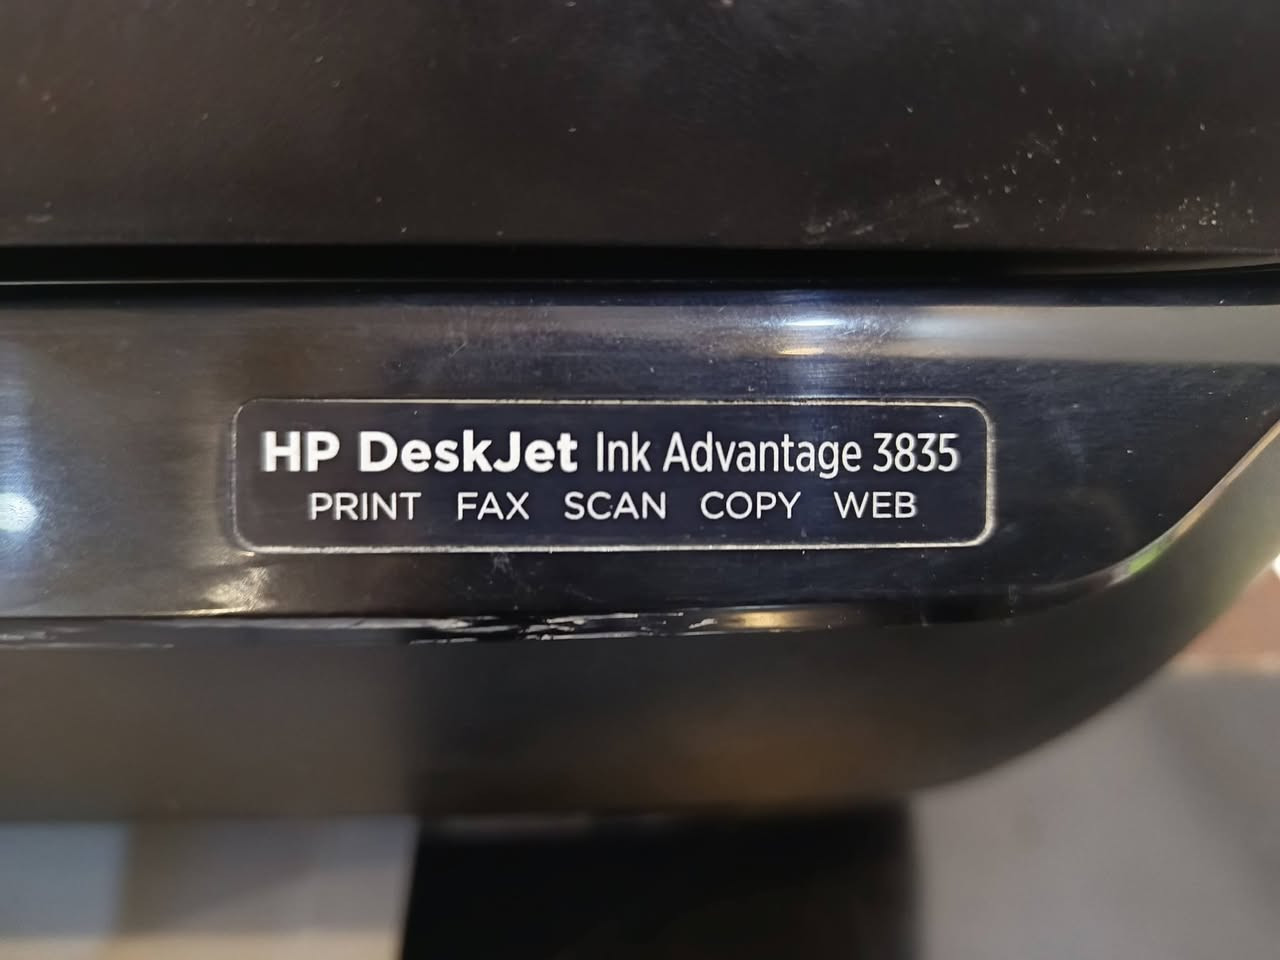 HP DeskJet Ink Advantage 3835
PRINT FAX SCAN COPY WEB